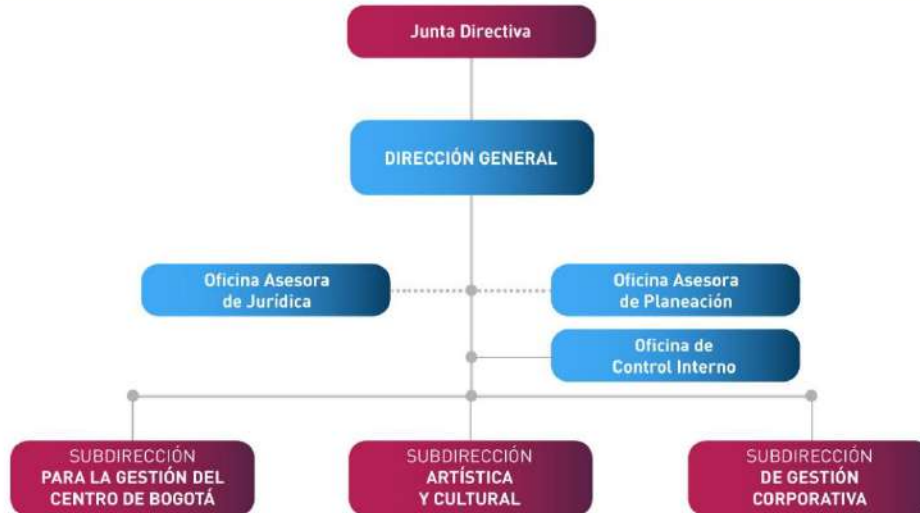 Junta Directiva
DIRECCIÓN GENERAL
Oficina Asesora
de Jurídica
Oficina Asesora
de Planeación
Oficina de
Control Interno
SUBDIRECCIÓN
PARA LA GESTIÓN DEL
CENTRO DE BOGOTÁ
SUBDIRECCIÓN
ARTÍSTICA
Y CULTURAL
SUBDIRECCIÓN
DE GESTIÓN
CORPORATIVA